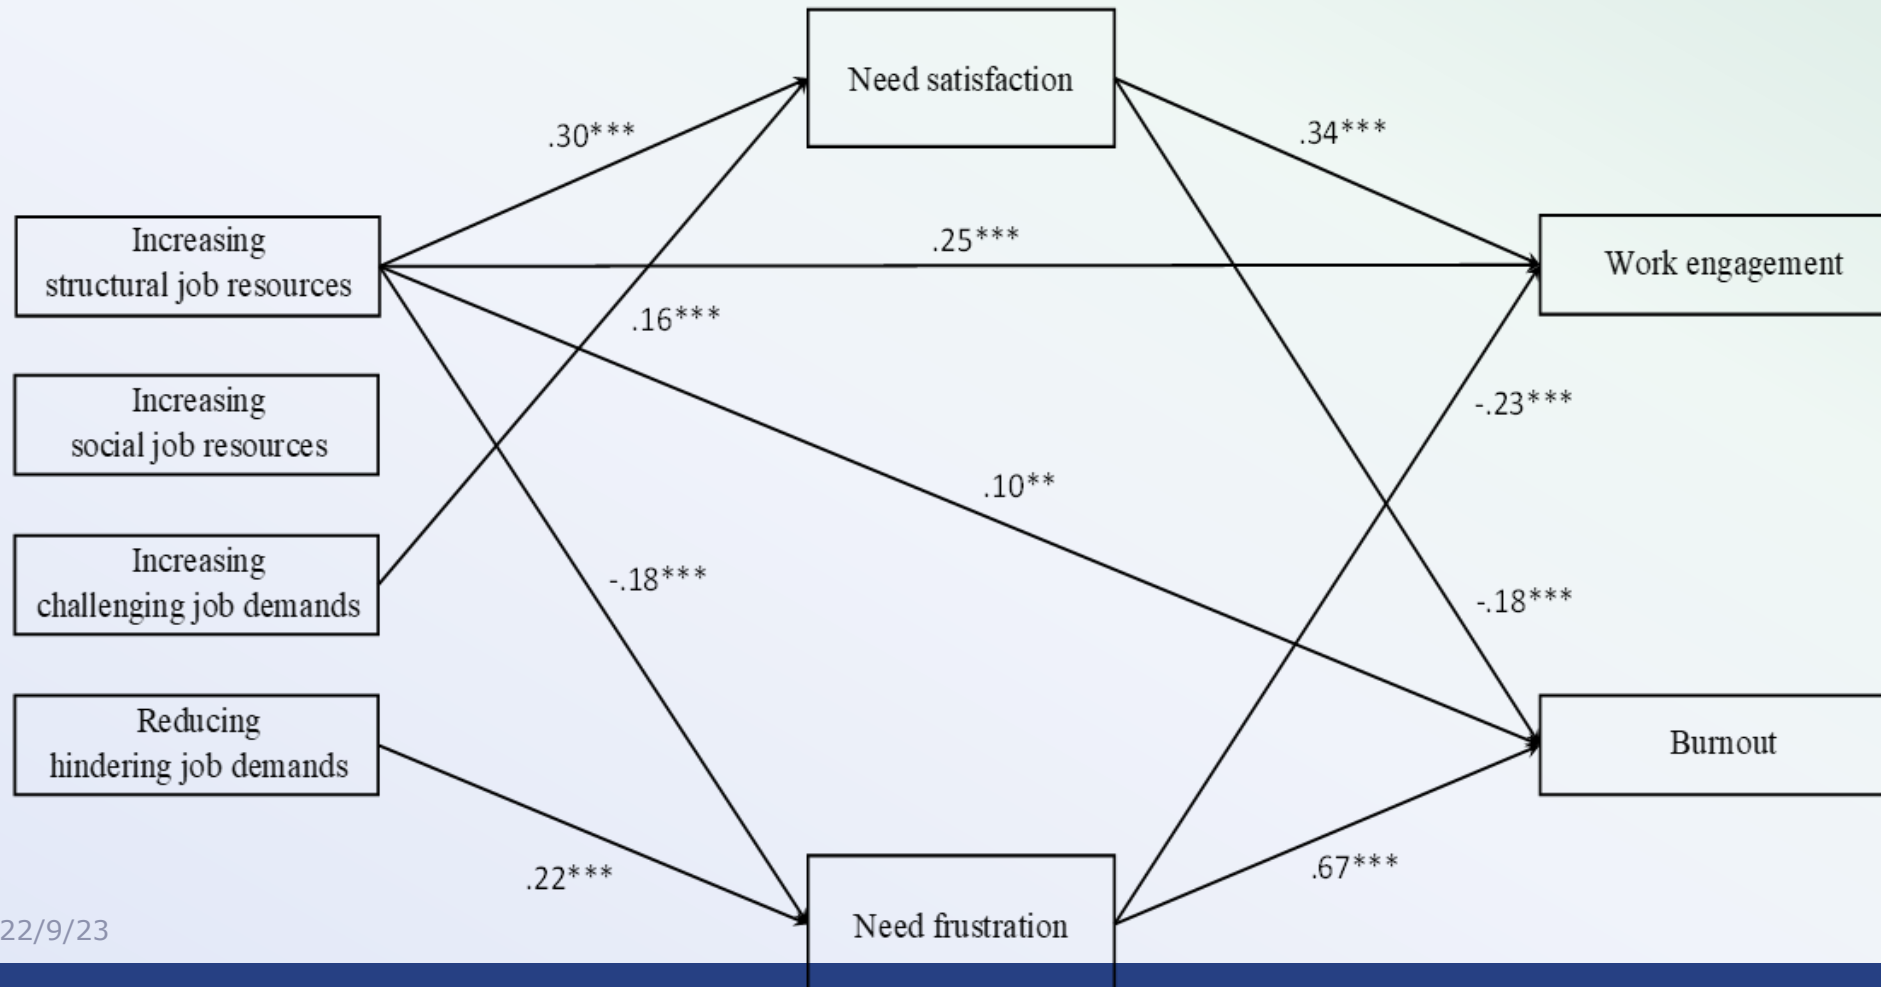 Need satisfaction
.30***
.34***
Increasing
structural job resources
.25***
Work engagement
.16***
Increasing
social job resources
-.23***
.10**
Increasing
challenging job demands
-.18***
-.18***
Reducing
hindering job demands
Burnout
.22***
.67***
Need frustration
22/9/23